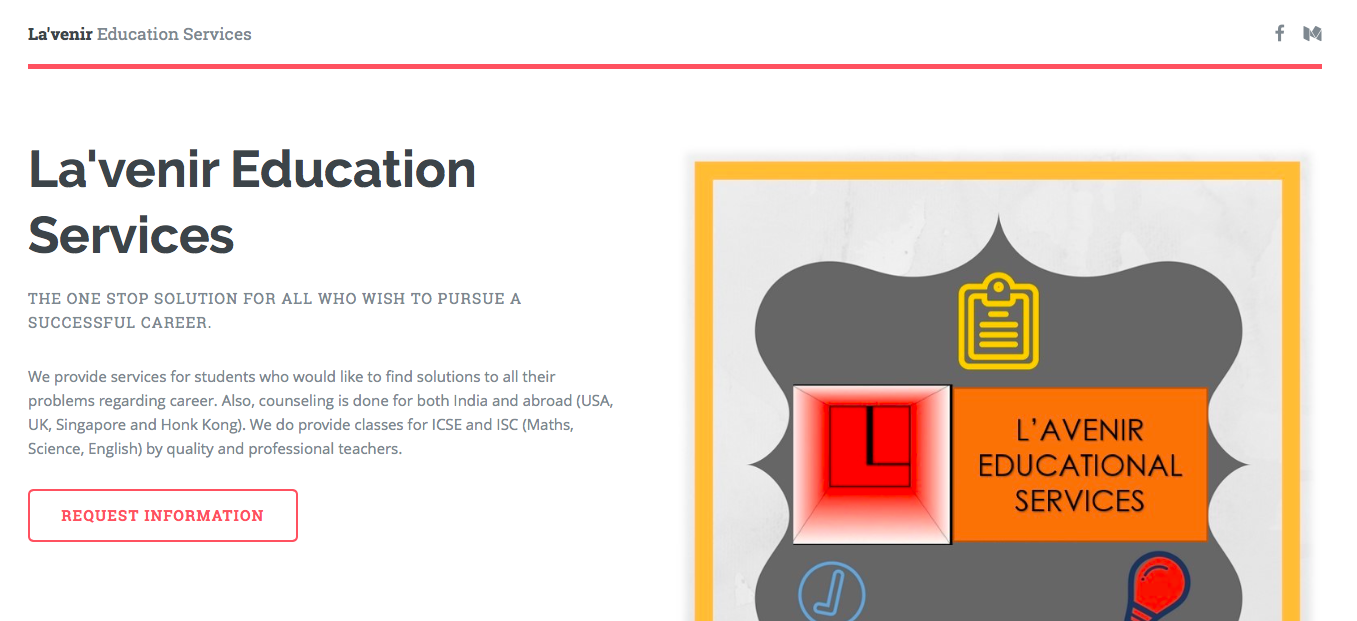 La'venir Education Services
La'venir Education
Services
THE ONE STOP SOLUTION FOR ALL WHO WISH TO PURSUE A
SUCCESSFUL CAREER.
We provide services for students who would like to find solutions to all their
problems regarding career. Also, counseling is done for both India and abroad (USA,
UK, Singapore and Honk Kong). We do provide classes for ICSE and ISC (Maths,
Science, English) by quality and professional teachers.
REQUEST INFORMATION
L
L'AVENIR
EDUCATIONAL
SERVICES